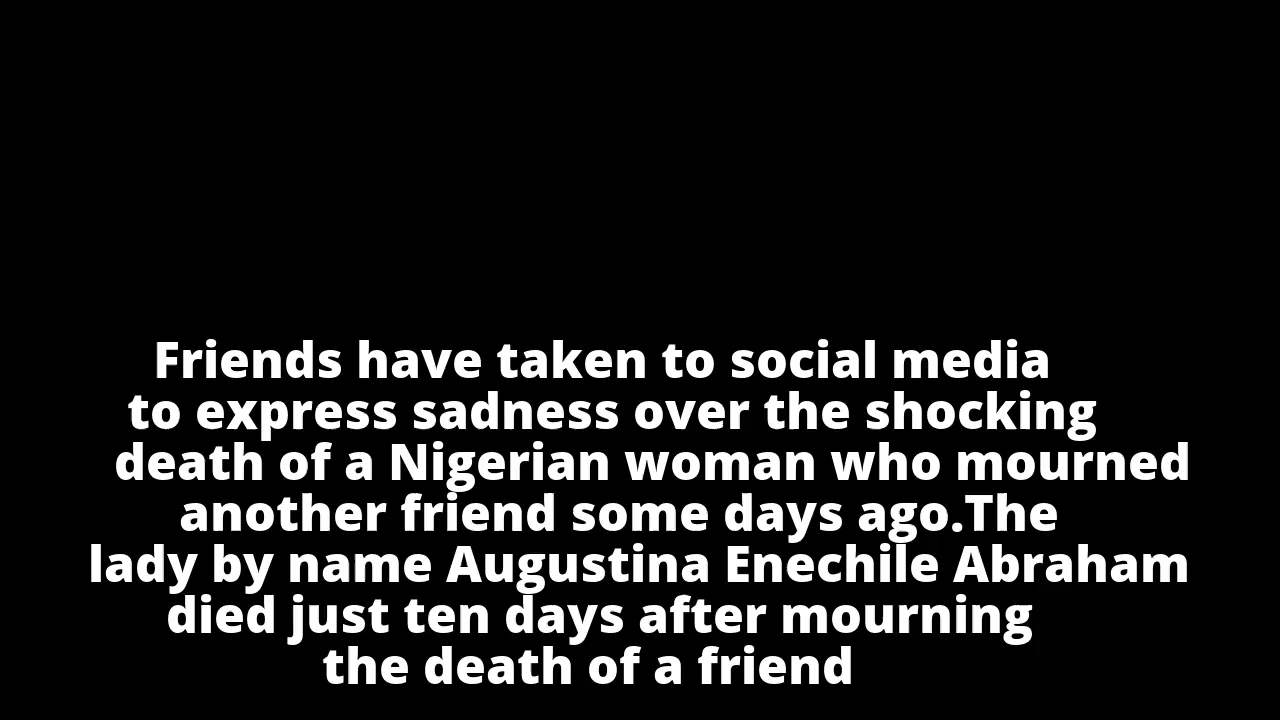 Friends have taken to social media
to express sadness over the shocking
death of a Nigerian woman who mourned
another friend some days ago.The
lady by name Augustina Enechile Abraham
died just ten days after mourning
the death of a friend